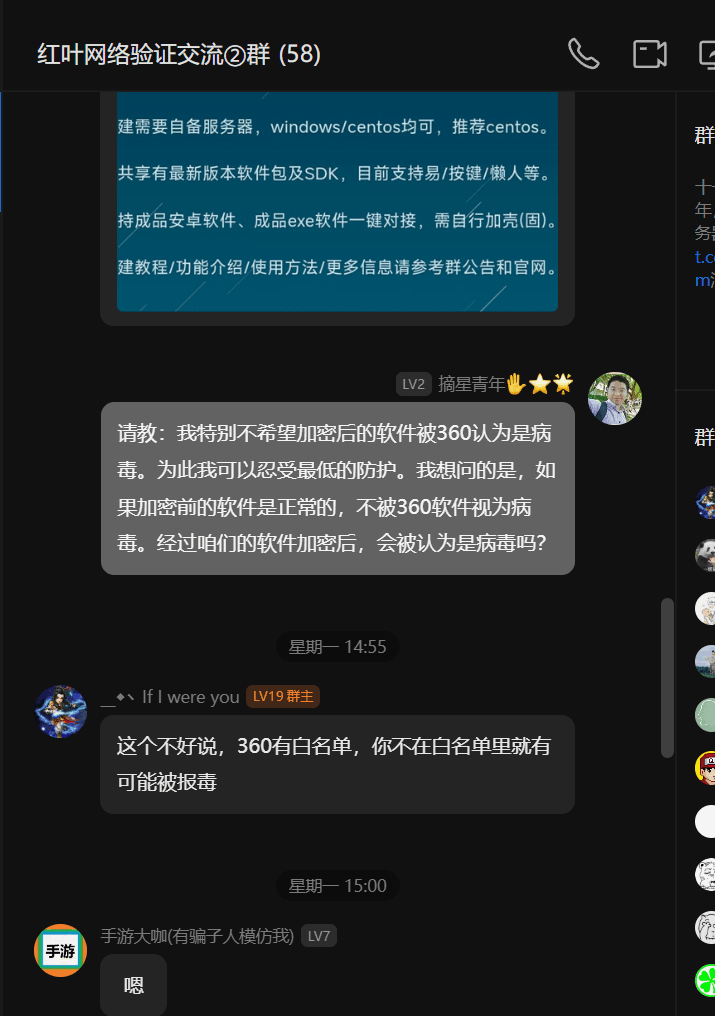 红叶网络验证交流②群 (58)
建需要自备服务器，windows/centos均可，推荐centos。
共享有最新版本软件包及SDK，目前支持易/按键/懒人等。
持成品安卓软件、成品exe软件一键对接，需自行加壳(固)。
建教程/功能介绍/使用方法/更多信息请参考群公告和官网。
群
十
年
务
t.c
m
LV2 摘星青年🖐⭐🌟
请教：我特别不希望加密后的软件被360认为是病
毒。为此我可以忍受最低的防护。我想问的是，如
果加密前的软件是正常的，不被360软件视为病
毒。经过咱们的软件加密后，会被认为是病毒吗？
群
星期一 14:55
__◆丶 If I were you LV19 群主
这个不好说，360有白名单，你不在白名单里就有
可能被报毒
星期一 15:00
手游大咖(有骗子人模仿我) LV7
手游
嗯